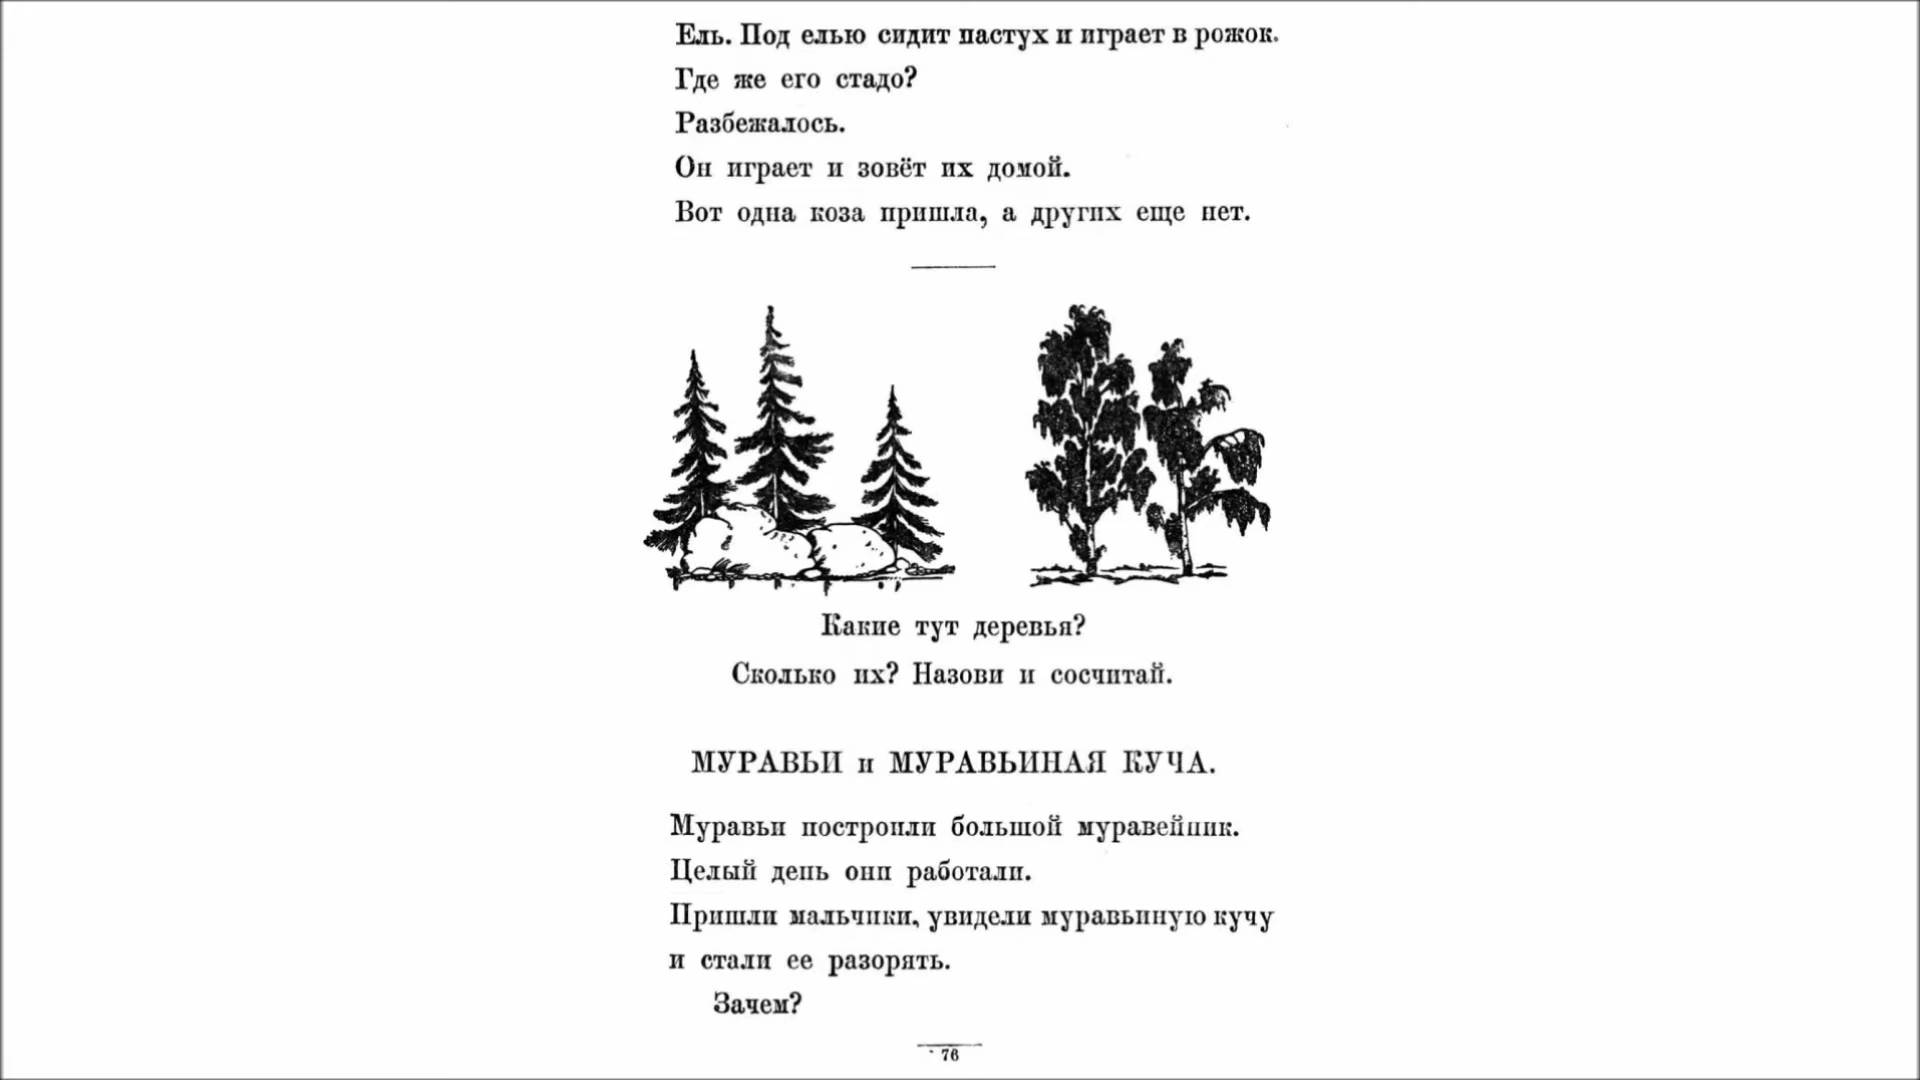 Ель. Под елью сидит пастух и играет в рожок.
Где же его стадо?
Разбежалось.
Он играет и зовёт их домой.
Вот одна коза пришла, а других еще нет.
Какие тут деревья?
Сколько их? Назови и сосчитай.
МУРАВЬИ и МУРАВЬИНАЯ КУЧА.
Муравьи построили большой муравейник.
Целый день они работали.
Пришли мальчики, увидели муравьиную кучу
и стали ее разорять.
Зачем?
76